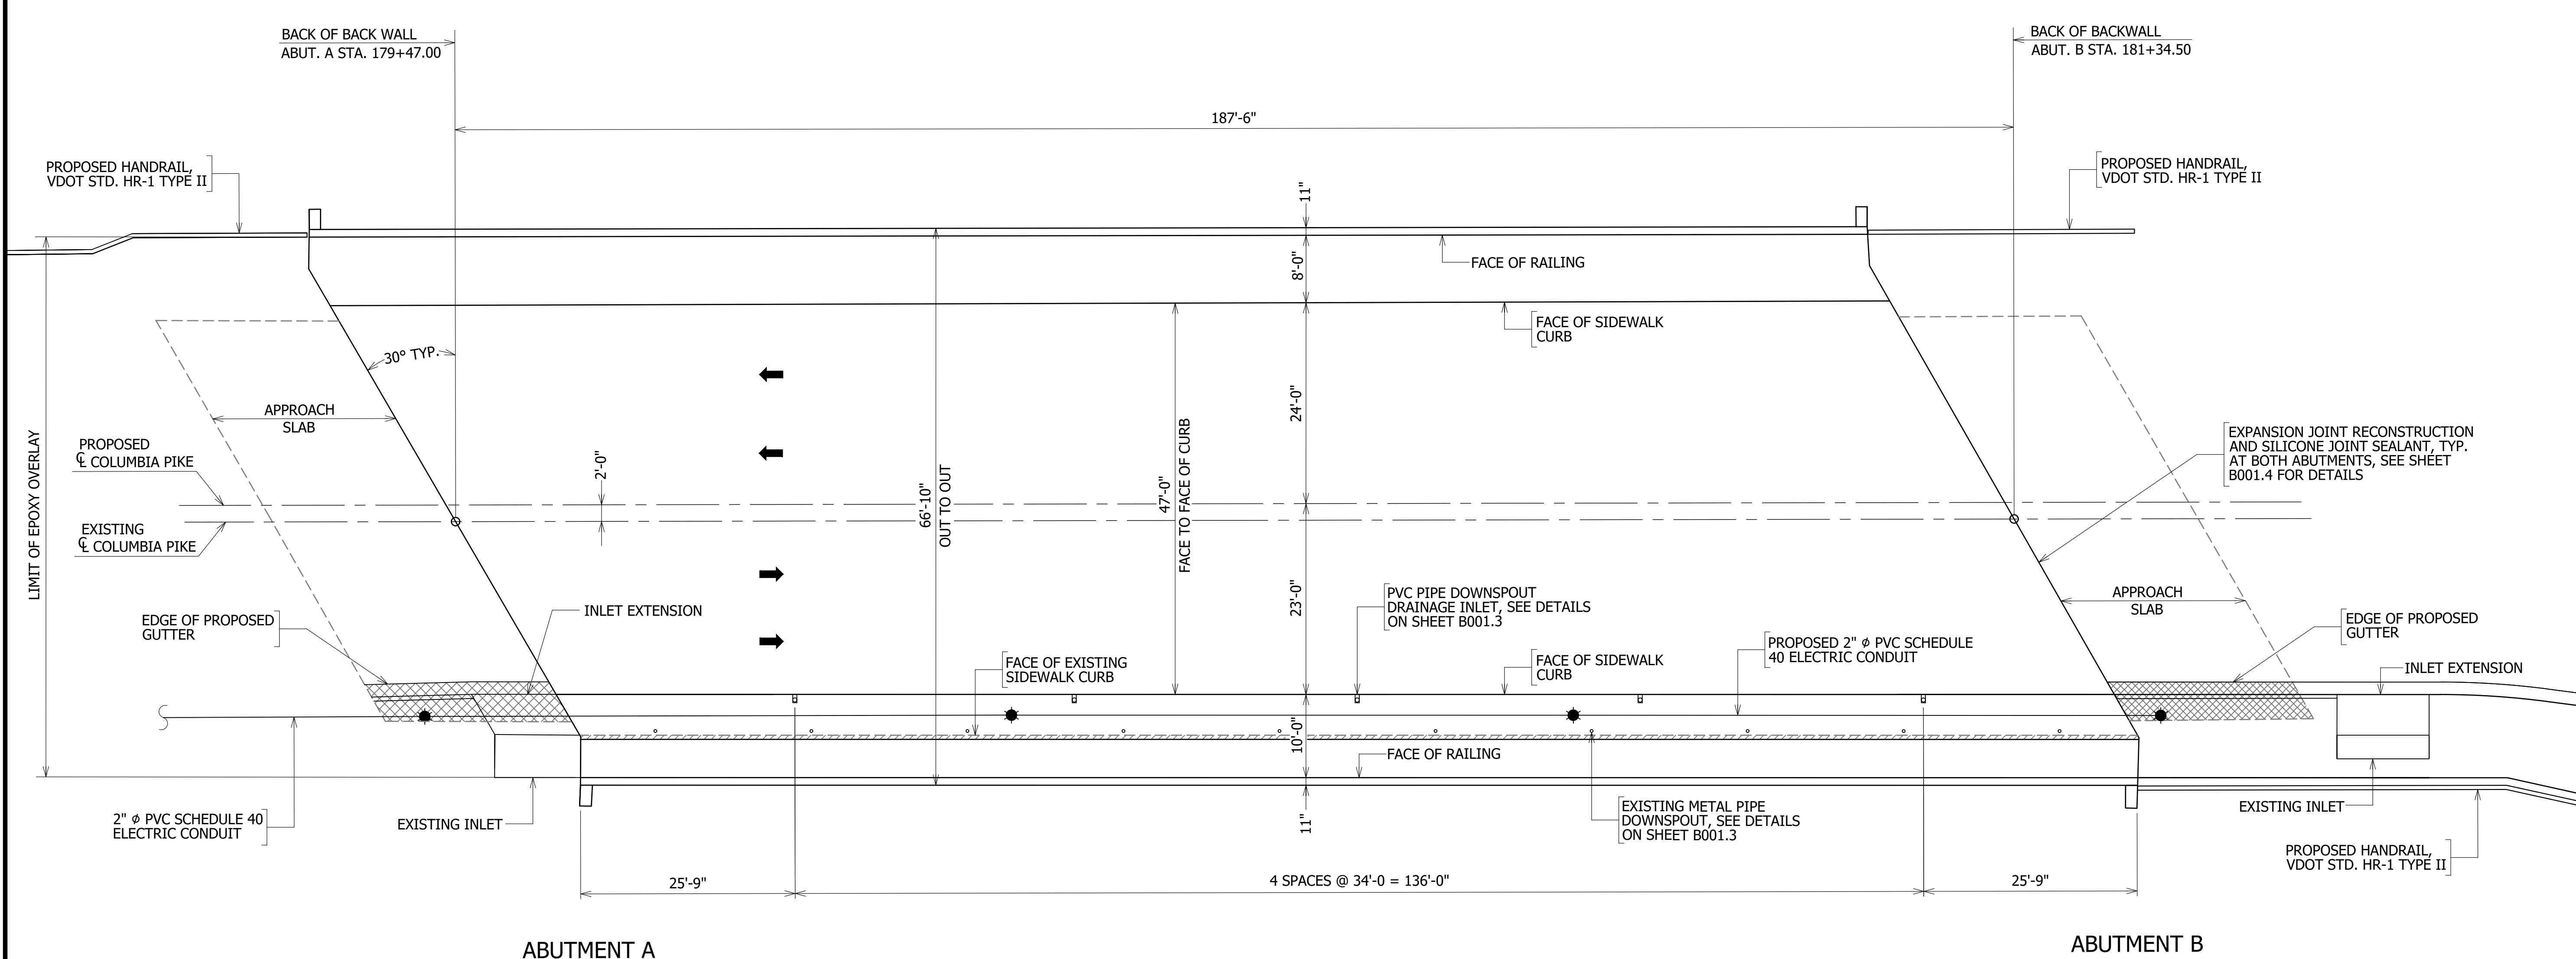 BACK OF BACK WALL
ABUT. A STA. 179+47.00
BACK OF BACKWALL
ABUT. B STA. 181+34.50
187'-6"
PROPOSED HANDRAIL,
VDOT STD. HR-1 TYPE II
PROPOSED HANDRAIL,
VDOT STD. HR-1 TYPE II
11"
8'-0"
FACE OF RAILING
FACE OF SIDEWALK
CURB
30° TYP.
24'-0"
APPROACH
SLAB
PROPOSED
℄ COLUMBIA PIKE
EXISTING
℄ COLUMBIA PIKE
LIMIT OF EPOXY OVERLAY
2'-0"
66'-10"
OUT TO OUT
47'-0"
FACE TO FACE OF CURB
EXPANSION JOINT RECONSTRUCTION
AND SILICONE JOINT SEALANT, TYP.
AT BOTH ABUTMENTS, SEE SHEET
B001.4 FOR DETAILS
23'-0"
EDGE OF PROPOSED
GUTTER
INLET EXTENSION
PVC PIPE DOWNSPOUT
DRAINAGE INLET, SEE DETAILS
ON SHEET B001.3
APPROACH
SLAB
EDGE OF PROPOSED
GUTTER
FACE OF EXISTING
SIDEWALK CURB
FACE OF SIDEWALK
CURB
PROPOSED 2" ø PVC SCHEDULE
40 ELECTRIC CONDUIT
INLET EXTENSION
10'-0"
FACE OF RAILING
2" ø PVC SCHEDULE 40
ELECTRIC CONDUIT
EXISTING INLET
11"
EXISTING METAL PIPE
DOWNSPOUT, SEE DETAILS
ON SHEET B001.3
EXISTING INLET
PROPOSED HANDRAIL,
VDOT STD. HR-1 TYPE II
25'-9"
4 SPACES @ 34'-0 = 136'-0"
25'-9"
ABUTMENT A
ABUTMENT B